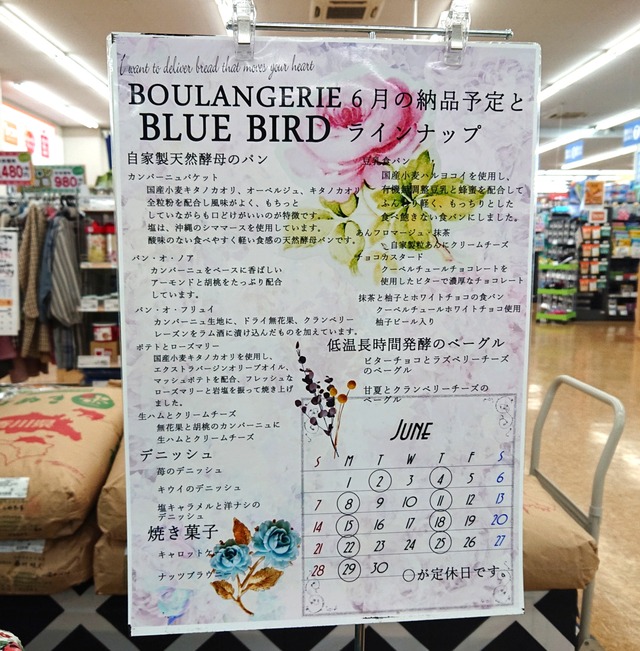 I want to deliver bread that moves your heart
BOULANGERIE 6月の納品予定と
BLUE BIRD ラインナップ
自家製天然酵母のパン
カンパーニュバケット
国産小麦キタノカオリ、オーベルジュ、キタノカオリ
全粒粉を配合し風味がよく、もちっと
していながらも口どけがいいのが特徴です。
塩は、沖縄のシママースを使用しています。
酸味のない食べやすく軽い食感の天然酵母パンです。
パン・オ・ノア
カンパーニュをベースに香ばしい
アーモンドと胡桃をたっぷり配合
しています。
パン・オ・フリュイ
カンパーニュ生地に、ドライ無花果、クランベリー
レーズンをラム酒に漬け込んだものを加えています。
ポテトとローズマリー
国産小麦キタノカオリを使用し、
エクストラバージンオリーブオイル、
マッシュポテトを配合、フレッシュな
ローズマリーと岩塩を振って焼き上げ
ました。
生ハムとクリームチーズ
無花果と胡桃のカンパーニュに
生ハムとクリームチーズ
デニッシュ
苺のデニッシュ
キウイのデニッシュ
塩キャラメルと洋ナシの
デニッシュ
焼き菓子
キャロットケ
ナッツブラウ
豆乳食パン
国産小麦ハルヨコイを使用し、
有機無調整豆乳と蜂蜜を配合して
ふんわり軽く、もっちりとした
食べ飽きない食パンにしました。
あんフロマージュ 抹茶
自家製粒あんにクリームチーズ
チョコカスタード
クーベルチュールチョコレートを
使用したビターで濃厚なチョコレート
抹茶と柚子とホワイトチョコの食パン
クーベルチュールホワイトチョコ使用
柚子ピール入り
低温長時間発酵のベーグル
ビターチョコとラズベリーチーズ
のベーグル
甘夏とクランベリーチーズの
ベーグル
JUNE
S M T W T F S
1 2 3 4 5 6
7 8 9 10 11 12 13
14 15 16 17 18 19 20
21 22 23 24 25 26 27
28 29 30
〇が定休日です。
480
980